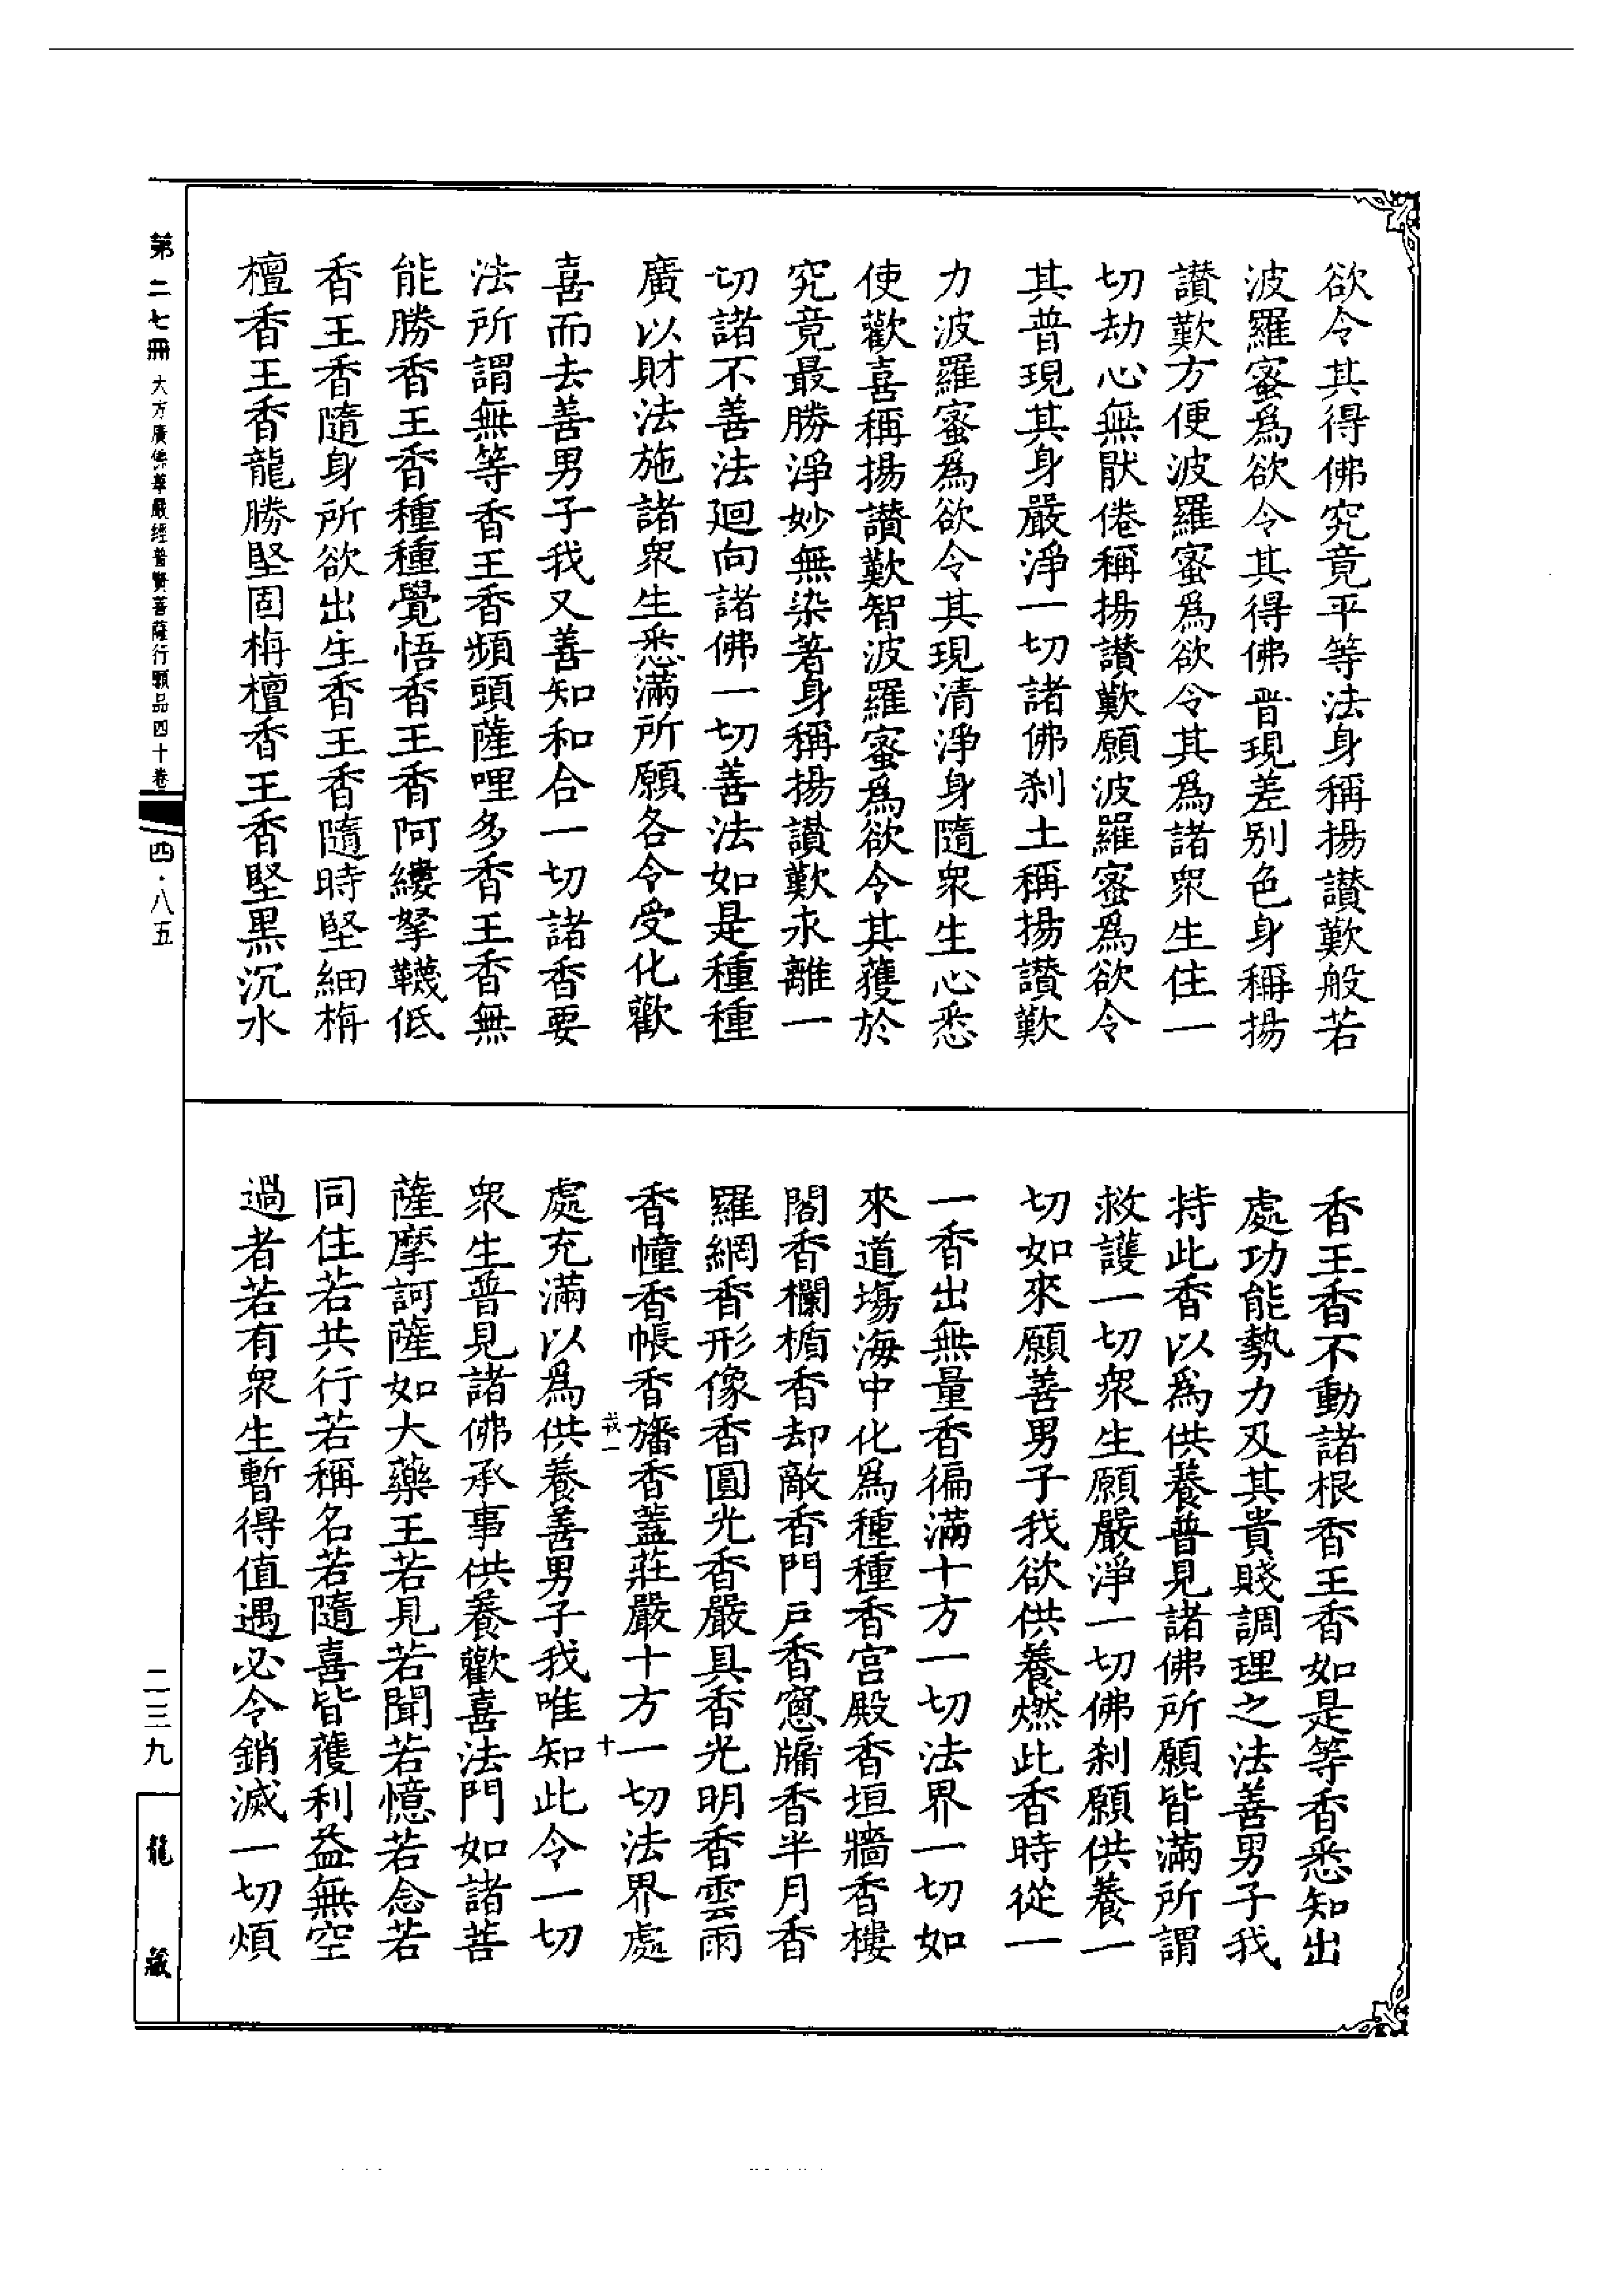 欲令其得佛究竟平等法身稱揚讚歎般若
波羅蜜爲欲令其得佛普現差别色身稱揚
讚歎方便波羅蜜爲欲令其爲諸衆生住一
切劫心無猒倦稱揚讚歎願波羅蜜爲欲令
其普現其身嚴淨一切諸佛刹土稱揚讚歎
力波羅蜜爲欲令其現清淨身隨衆生心悉
使歡喜稱揚讚歎智波羅蜜爲欲令其獲於
究竟最勝淨妙無染著身稱揚讚歎永離一
切諸不善法廻向諸佛一切善法如是種種
廣以財法施諸衆生悉滿所願各令受化歡
喜而去善男子我又善知和合一切諸香要
法所謂無等香王香頻頭薩哩多香王香無
能勝香王香種種覺悟香王香阿縷拏韈低
香王香隨身所欲出生香王香隨時堅細栴
檀香王香龍勝堅固栴檀香王香堅黑沉水
香王香不動諸根香王香如是等香悉知出
處功能勢力及其貴賤調理之法善男子我
持此香以爲供養普見諸佛所願皆滿所謂
救護一切衆生願嚴淨一切佛刹願供養一
切如來願善男子我欲供養燃此香時從一
一香出無量香徧滿十方一切法界一切如
來道塲海中化爲種種香宫殿香垣牆香樓
閣香欄楯香却敵香門戸香窻牖香半月香
羅網香形像香圓光香嚴具香光明香雲雨
香幢香帳香旛香蓋莊嚴十方一切法界處
處充滿以爲供養善男子我唯知此令一切
衆生普見諸佛承事供養歡喜法門如諸菩
薩摩訶薩如大藥王若見若聞若憶若念若
同住若共行若稱名若隨喜皆獲利益無空
過者若有衆生暫得值遇必令銷滅一切煩
第二七冊 大方廣佛華嚴經普賢菩薩行願品四十卷 四·八五
二三九
龍藏
十